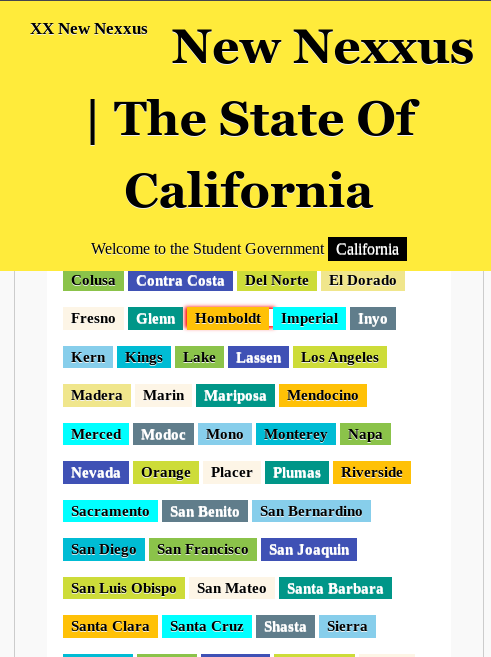 XX New Nexxus New Nexxus
| The State Of
California
Welcome to the Student Government California
Colusa Contra Costa Del Norte El Dorado
Fresno Glenn Homboldt Imperial Inyo
Kern Kings Lake Lassen Los Angeles
Madera Marin Mariposa Mendocino
Merced Modoc Mono Monterey Napa
Nevada Orange Placer Plumas Riverside
Sacramento San Benito San Bernardino
San Diego San Francisco San Joaquin
San Luis Obispo San Mateo Santa Barbara
Santa Clara Santa Cruz Shasta Sierra